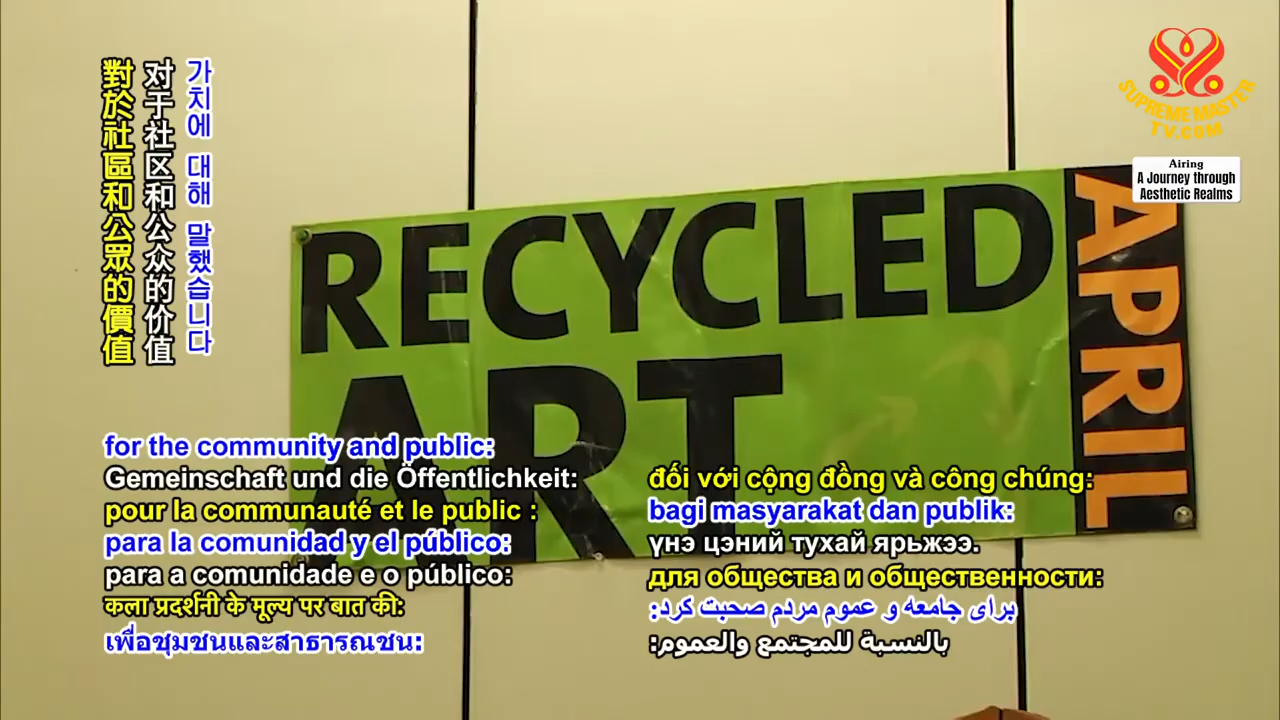 對於社區和公眾的價值
对于社区和公众的价值
가치에 대해 말했습니다
SUPREME MASTER
TV.COM
Airing
A Journey through
Aesthetic Realms
RECYCLED
ART
APRIL
for the community and public:
Gemeinschaft und die Öffentlichkeit:
pour la communauté et le public :
para la comunidad y el público:
para a comunidade e o público:
कला प्रदर्शनी के मूल्य पर बात की:
เพื่อชุมชนและสาธารณชน:
đối với cộng đồng và công chúng:
bagi masyarakat dan publik:
үнэ цэний тухай ярьжээ.
для общества и общественности:
برای جامعه و عموم مردم صحبت کرد:
بالنسبة للمجتمع والعموم: